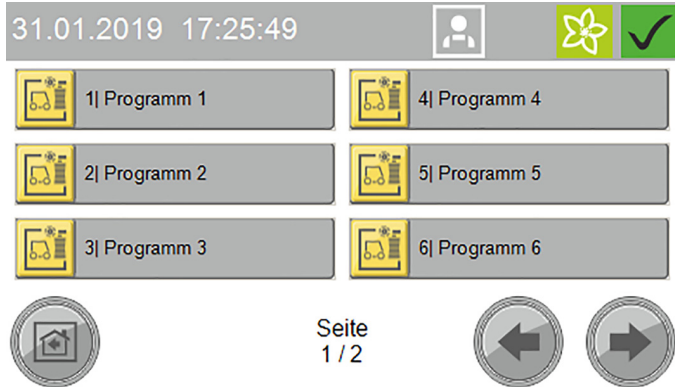 31.01.2019 17:25:49
1| Programm 1
4| Programm 4
2| Programm 2
5| Programm 5
3| Programm 3
6| Programm 6
Seite
1 / 2